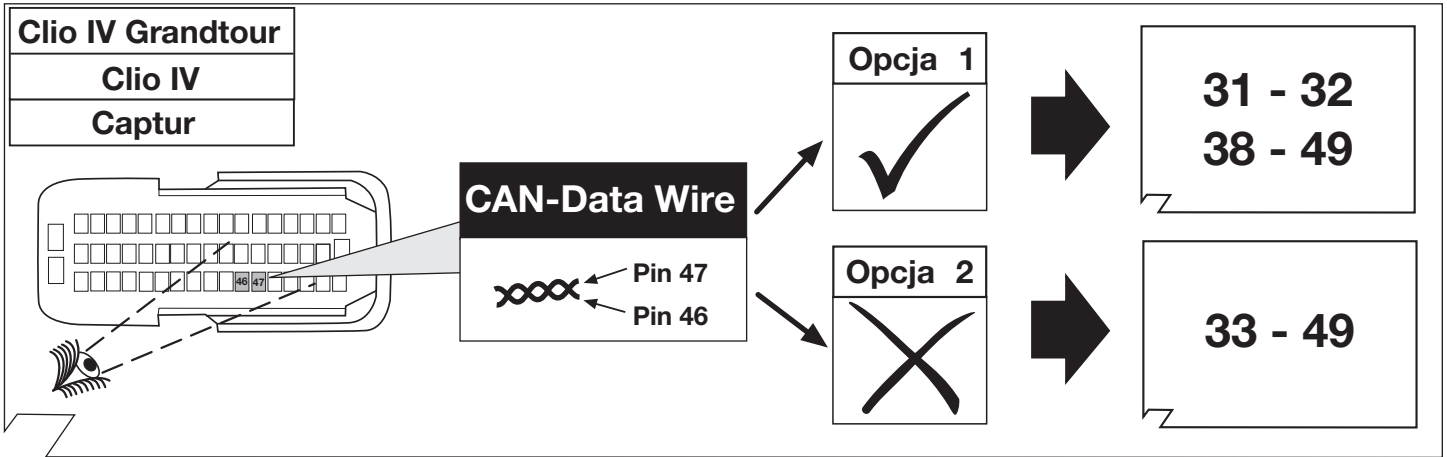 Clio IV Grandtour
Clio IV
Captur
46 47
CAN-Data Wire
Pin 47
Pin 46
Opcja 1
31 - 32
38 - 49
Opcja 2
33 - 49